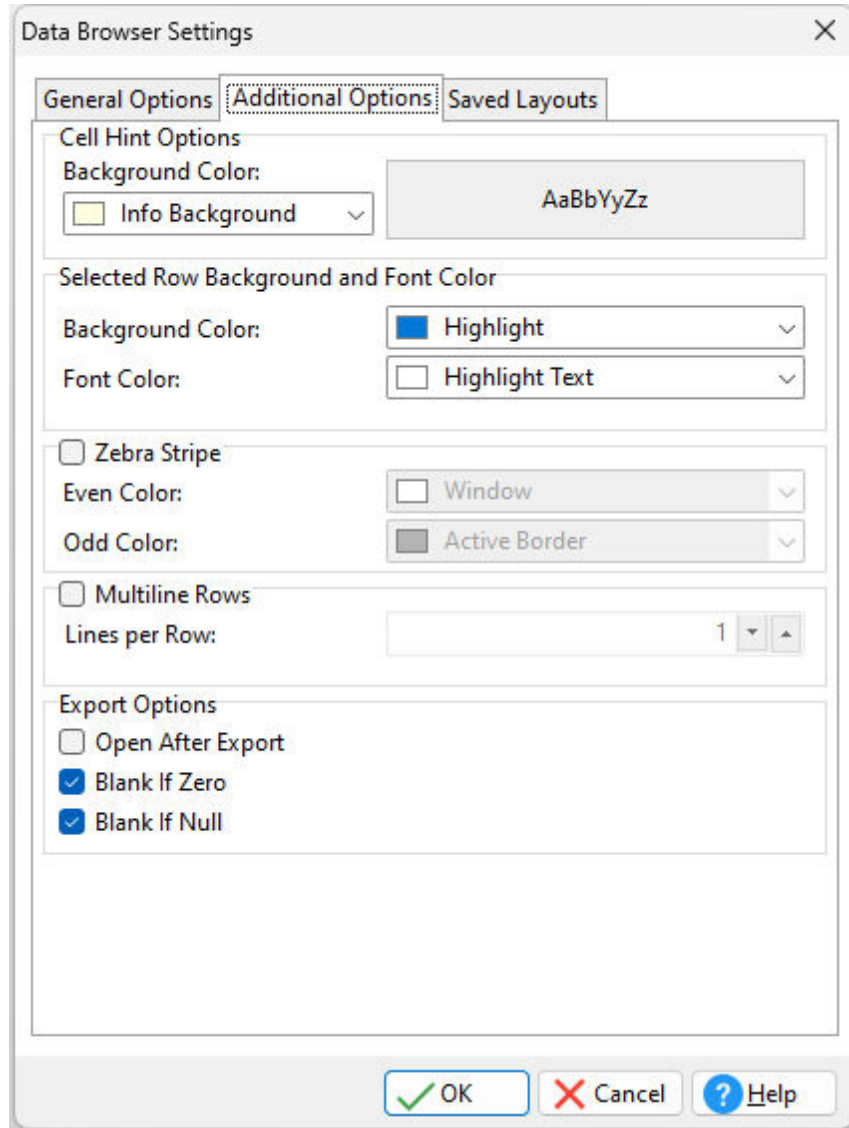 Data Browser Settings
General Options Additional Options Saved Layouts
Cell Hint Options
Background Color:
Info Background
AaBbYyZz
Selected Row Background and Font Color
Background Color: Highlight
Font Color: Highlight Text
Zebra Stripe
Even Color: Window
Odd Color: Active Border
Multiline Rows
Lines per Row: 1
Export Options
Open After Export
Blank If Zero
Blank If Null
OK Cancel ? Help